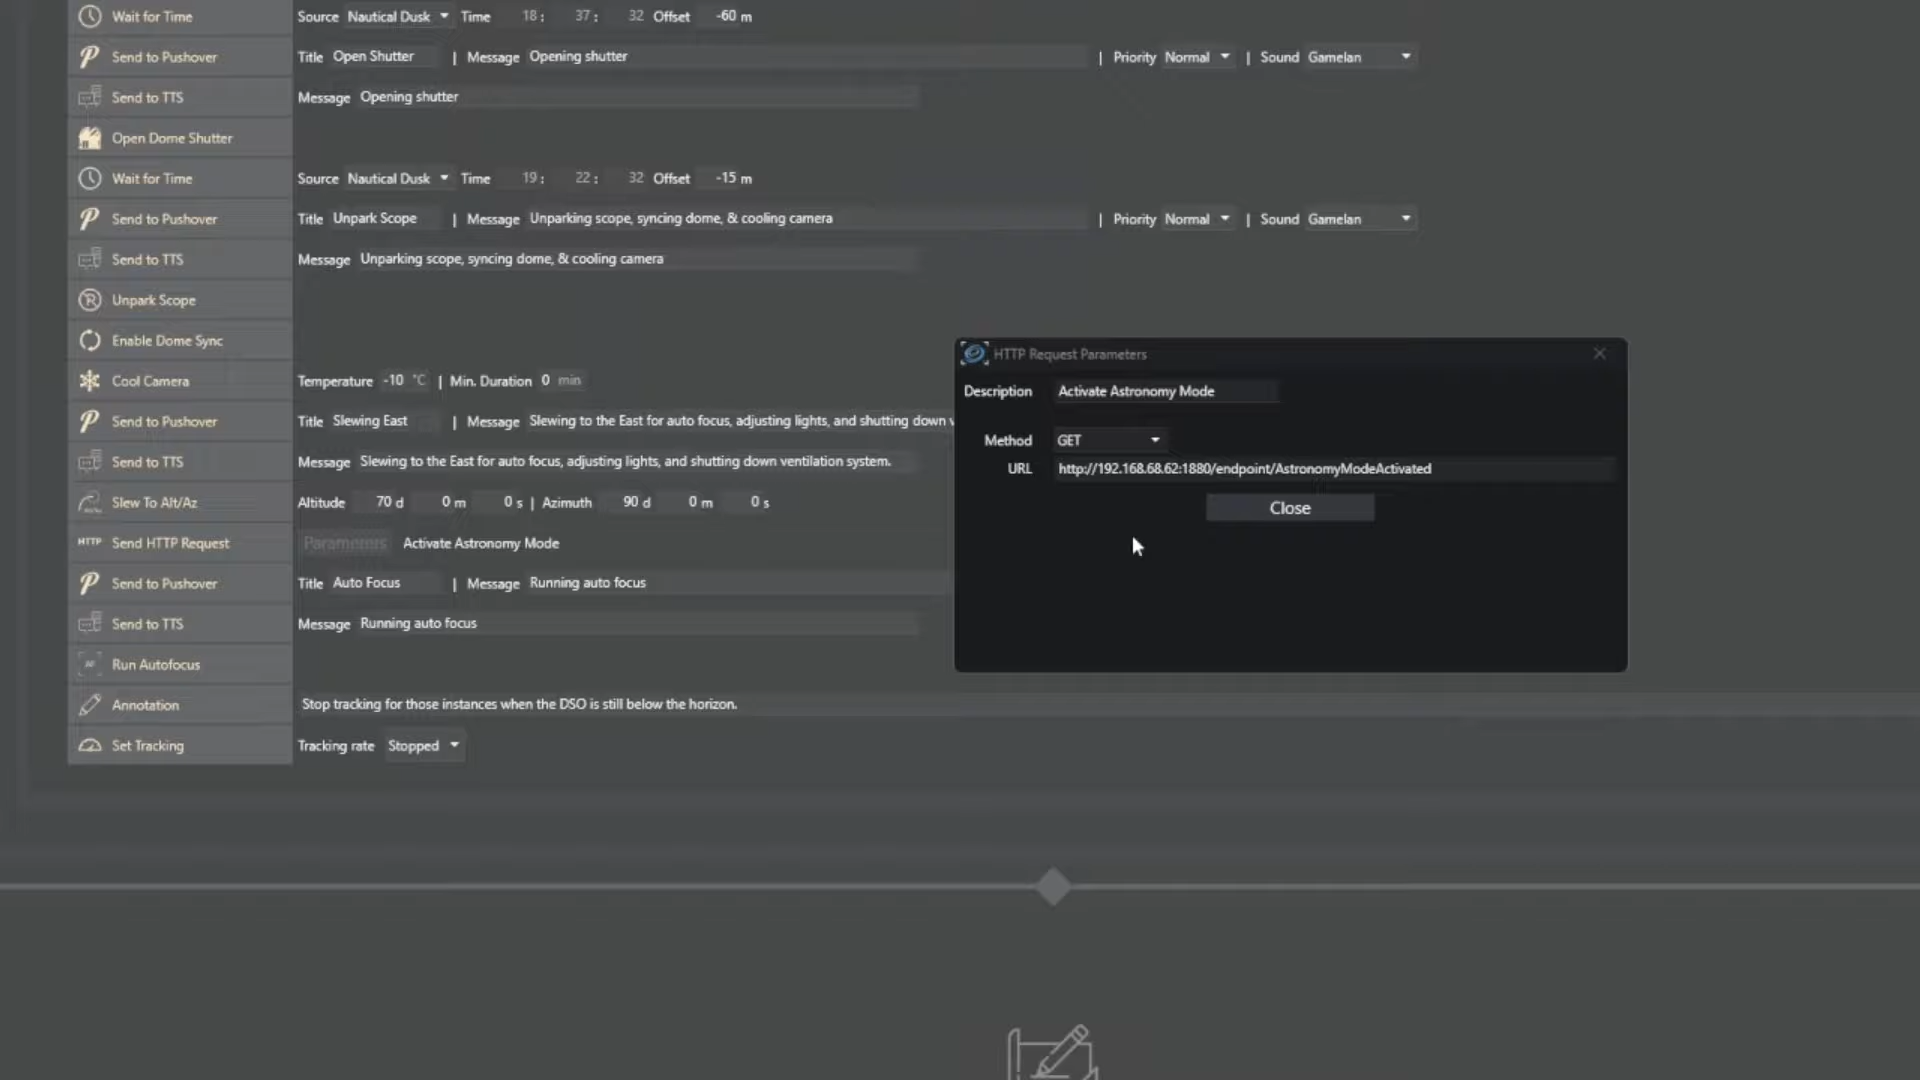 Wait for Time Source Nautical Dusk Time 18 : 37 : 32 Offset -60 m
Send to Pushover Title Open Shutter | Message Opening shutter | Priority Normal | Sound Gamelan
Send to TTS Message Opening shutter
Open Dome Shutter
Wait for Time Source Nautical Dusk Time 19 : 22 : 32 Offset -15 m
Send to Pushover Title Unpark Scope | Message Unparking scope, syncing dome, & cooling camera | Priority Normal | Sound Gamelan
Send to TTS Message Unparking scope, syncing dome, & cooling camera
Unpark Scope
Enable Dome Sync
Cool Camera Temperature -10 °C | Min. Duration 0 min
Send to Pushover Title Slewing East | Message Slewing to the East for auto focus, adjusting lights, and shutting down v
Send to TTS Message Slewing to the East for auto focus, adjusting lights, and shutting down ventilation system.
Slew To Alt/Az Altitude 70 d 0 m 0 s | Azimuth 90 d 0 m 0 s
HTTP Send HTTP Request Parameters Activate Astronomy Mode
Send to Pushover Title Auto Focus | Message Running auto focus
Send to TTS Message Running auto focus
AF Run Autofocus
Annotation Stop tracking for those instances when the DSO is still below the horizon.
Set Tracking Tracking rate Stopped
HTTP Request Parameters
Description Activate Astronomy Mode
Method GET
URL http://192.168.68.62:1880/endpoint/AstronomyModeActivated
Close